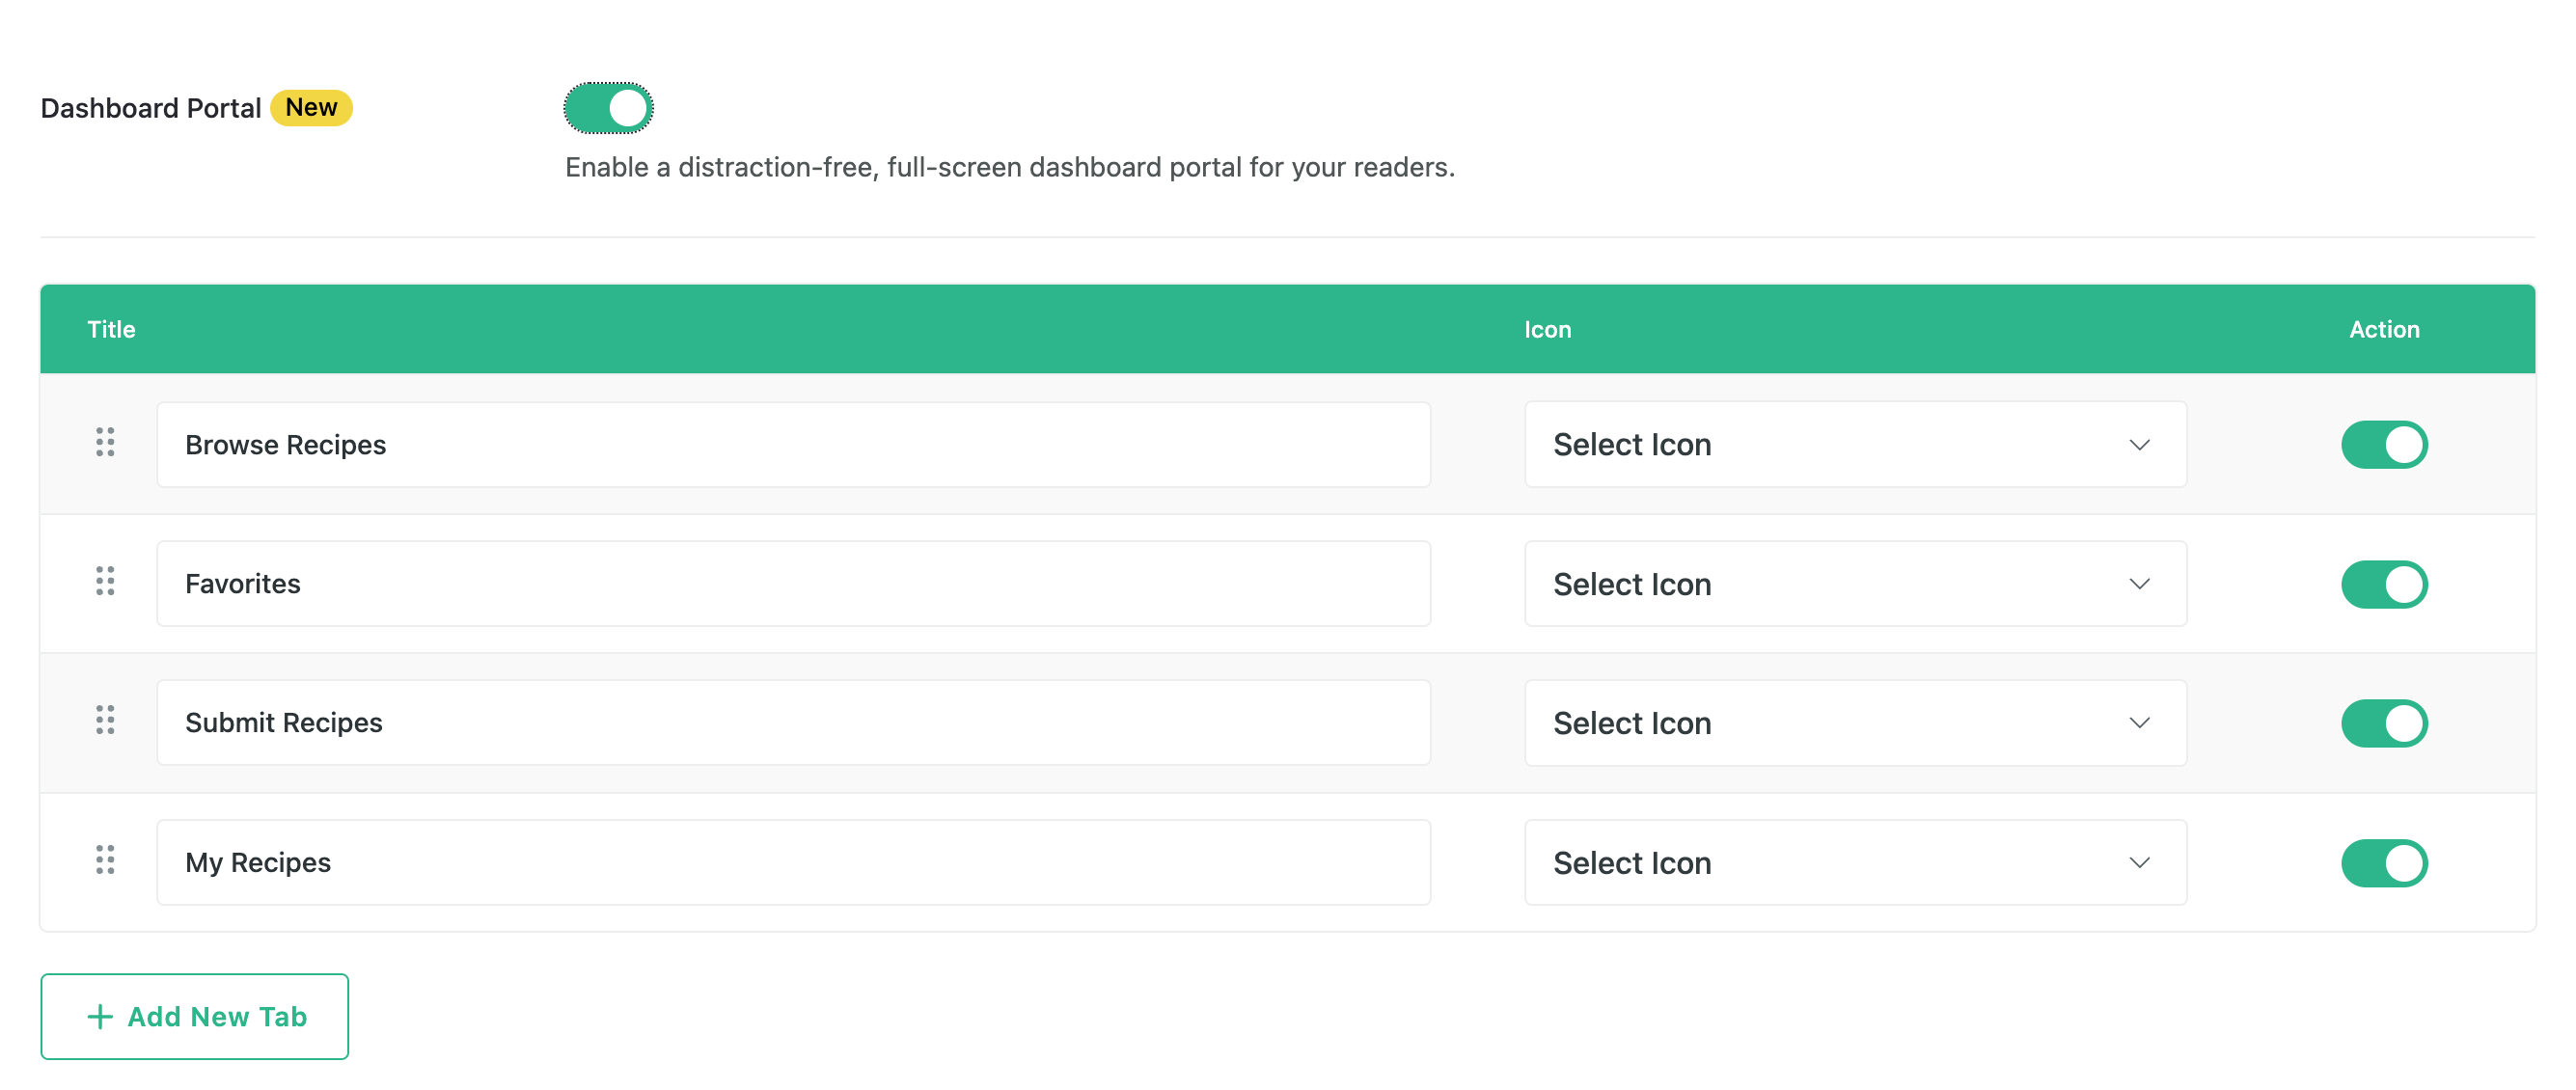 Dashboard Portal New
Enable a distraction-free, full-screen dashboard portal for your readers.
Title Icon Action
Browse Recipes Select Icon
Favorites Select Icon
Submit Recipes Select Icon
My Recipes Select Icon
+ Add New Tab